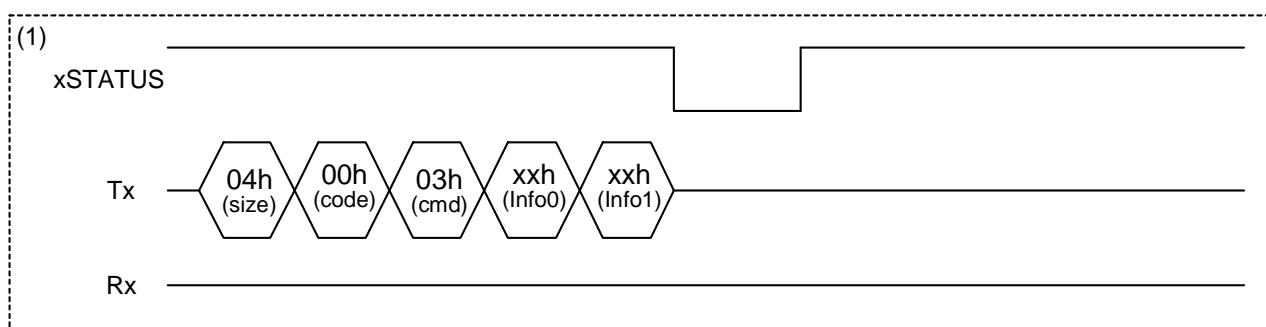 (1)
xSTATUS
Tx
04h 00h 03h xxh xxh
(size) (code) (cmd) (Info0) (Info1)
Rx